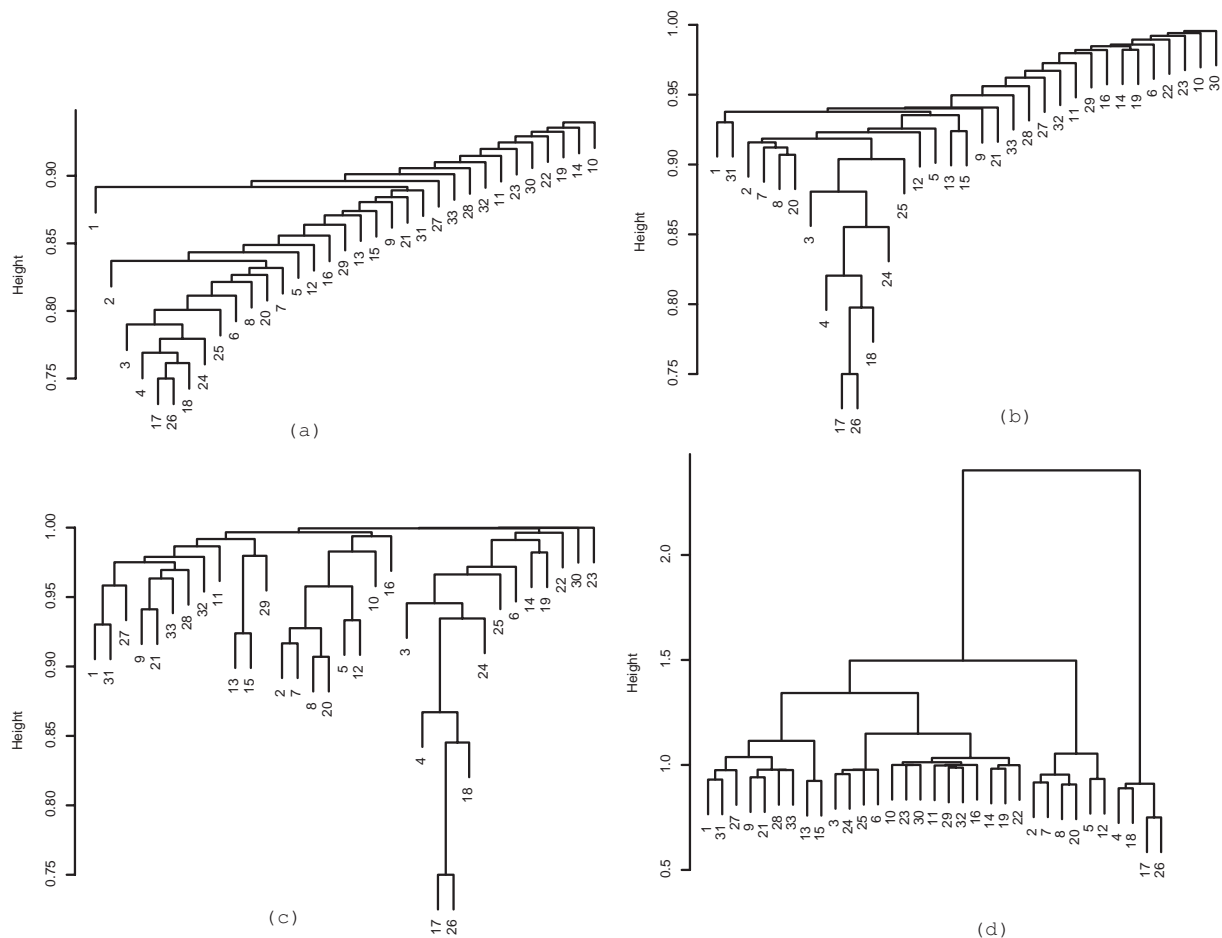 Height
0.75 0.80 0.85 0.90
1 2 3 4 17 26 18 24 25 6 8 20 7 5 12 16 29 13 15 9 21 31 27 33 28 32 11 23 30 22 19 14 10
(a)
Height
0.75 0.80 0.85 0.90 0.95 1.00
1 31 2 7 8 20 3 4 17 26 18 24 25 12 5 13 15 9 21 33 28 27 32 11 29 16 14 19 6 22 23 10 30
(b)
Height
0.75 0.80 0.85 0.90 0.95 1.00
1 31 27 9 21 33 28 32 11 13 15 29 2 7 8 20 5 12 10 16 3 4 17 26 18 24 25 6 14 19 22 30 23
(c)
Height
0.5 1.0 1.5 2.0
1 31 27 9 21 28 33 13 15 3 24 25 6 10 23 30 11 29 32 16 14 19 22 2 7 8 20 5 12 4 18 17 26
(d)